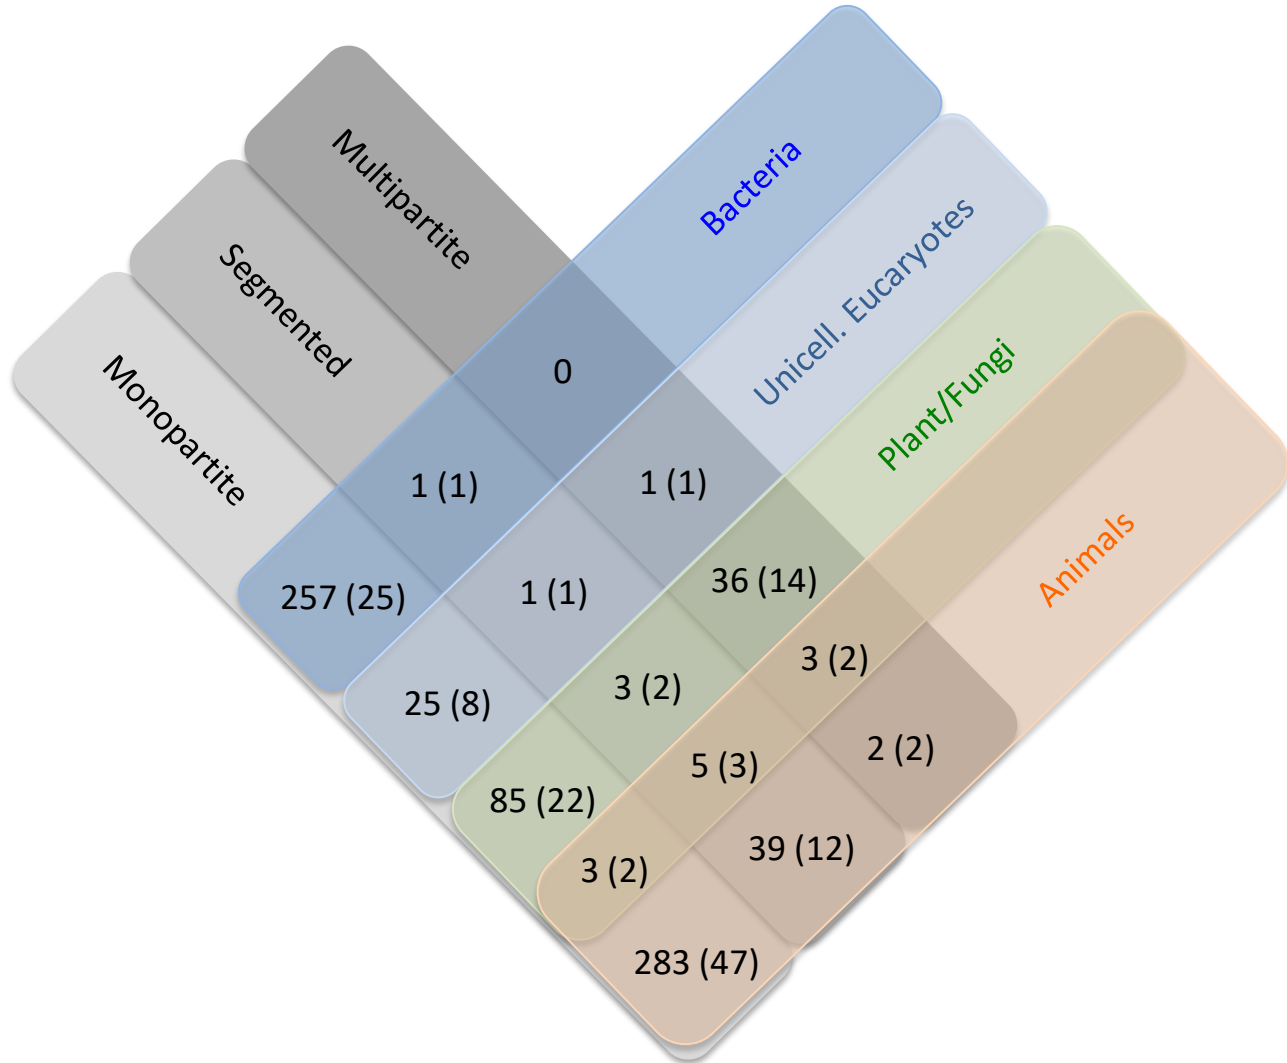 Multipartite
Segmented
Monopartite
Bacteria
Unicell. Eucaryotes
Plant/Fungi
Animals
0
1 (1)
1 (1)
257 (25)
1 (1)
36 (14)
25 (8)
3 (2)
3 (2)
85 (22)
5 (3)
2 (2)
3 (2)
39 (12)
283 (47)